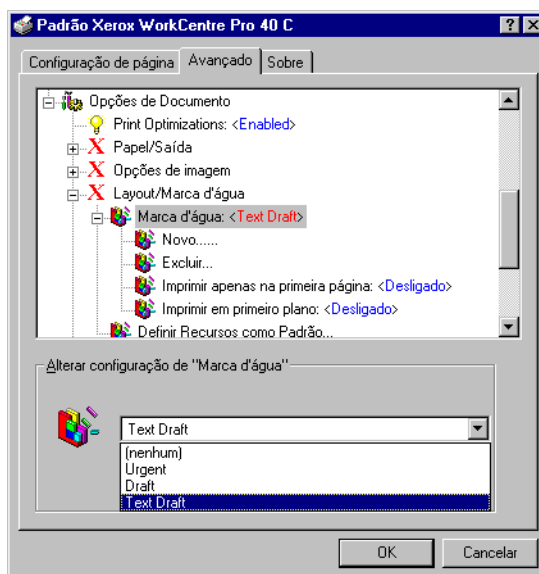 Padrão Xerox WorkCentre Pro 40 C
Configuração de página Avançado Sobre
Opções de Documento
Print Optimizations: <Enabled>
Papel/Saída
Opções de imagem
Layout/Marca d'água
Marca d'água: <Text Draft>
Novo......
Excluir...
Imprimir apenas na primeira página: <Desligado>
Imprimir em primeiro plano: <Desligado>
Definir Recursos como Padrão...
Alterar configuração de "Marca d'água"
Text Draft
(nenhum)
Urgent
Draft
Text Draft
OK Cancelar